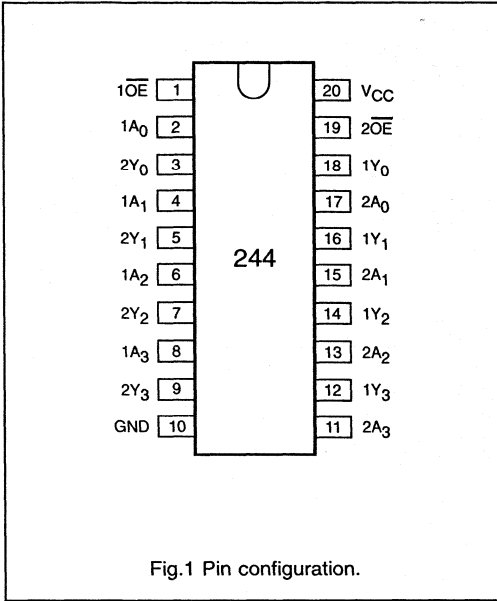 1O̅E̅ 1 20 VCC
1A0 2 19 2O̅E̅
2Y0 3 18 1Y0
1A1 4 17 2A0
2Y1 5 16 1Y1
244
1A2 6 15 2A1
2Y2 7 14 1Y2
1A3 8 13 2A2
2Y3 9 12 1Y3
GND 10 11 2A3
Fig.1 Pin configuration.